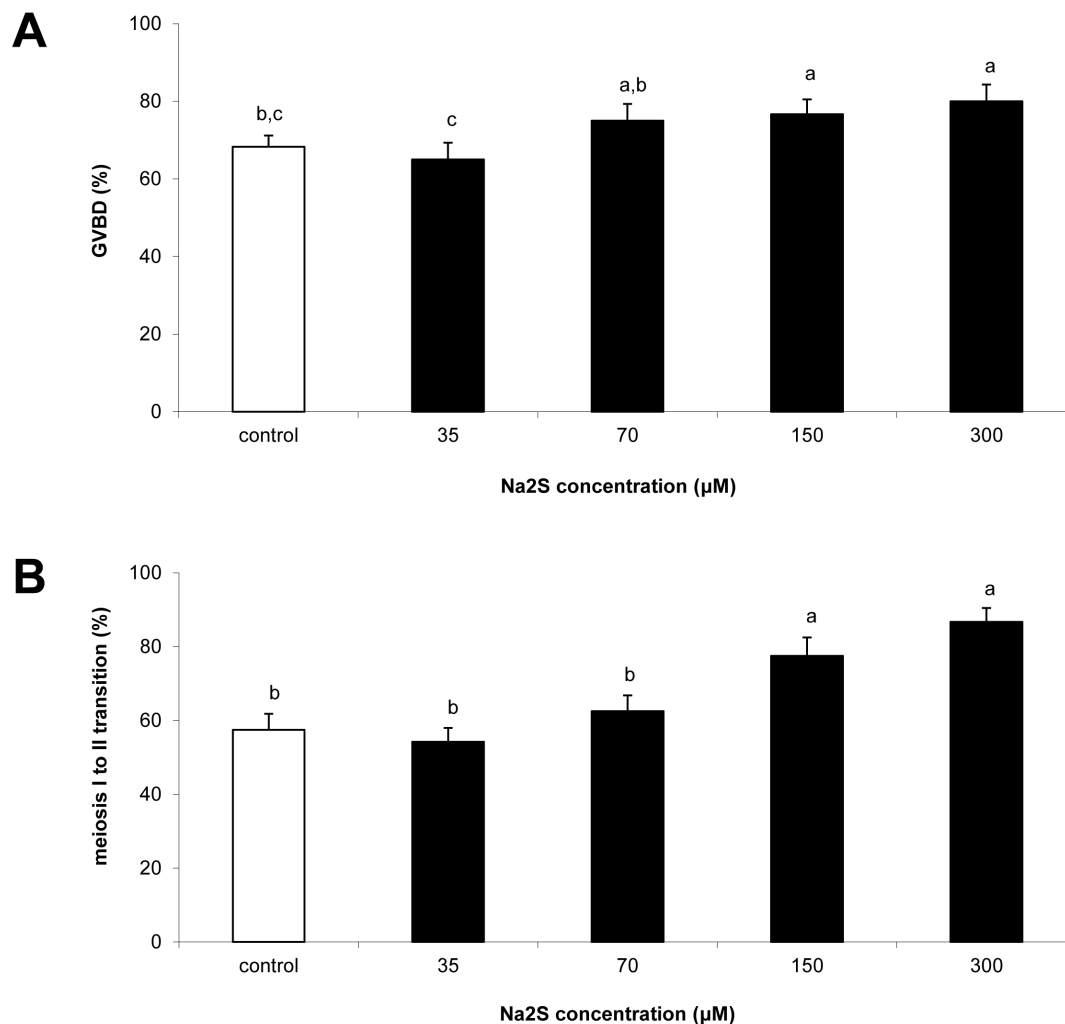 A
100
80
60
40
20
0
GVBD (%)
b,c
c
a,b
a
a
control 35 70 150 300
Na2S concentration (µM)
B
100
80
60
40
20
0
meiosis I to II transition (%)
b
b
b
a
a
control 35 70 150 300
Na2S concentration (µM)